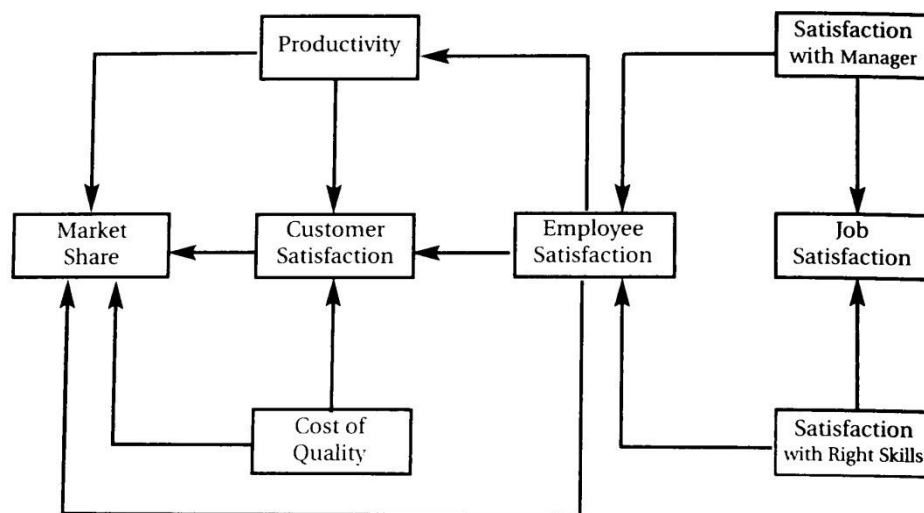 Productivity
Satisfaction
with Manager
Market
Share
Customer
Satisfaction
Employee
Satisfaction
Job
Satisfaction
Cost of
Quality
Satisfaction
with Right Skills